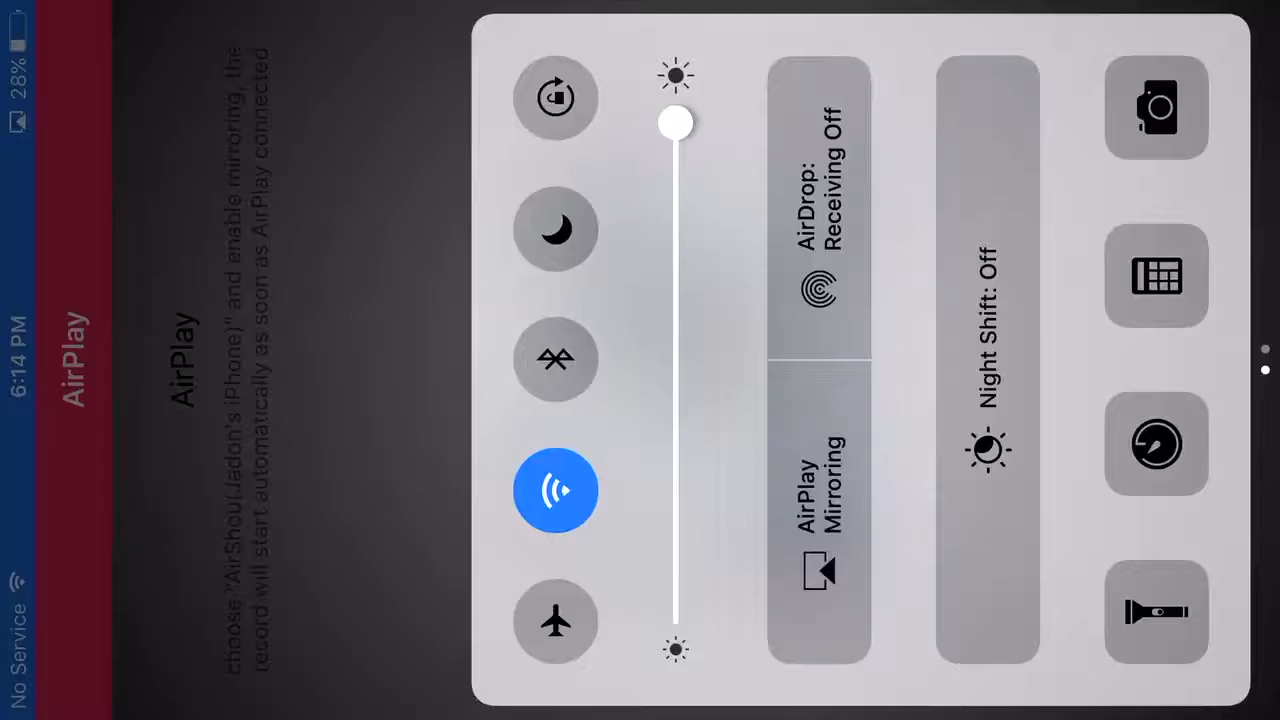 No Service
6:14 PM
28%
AirPlay
AirPlay
choose "AirShou(Jadon's iPhone)" and enable mirroring, the
record will start automatically as soon as AirPlay connected
AirPlay
Mirroring
AirDrop:
Receiving Off
Night Shift: Off